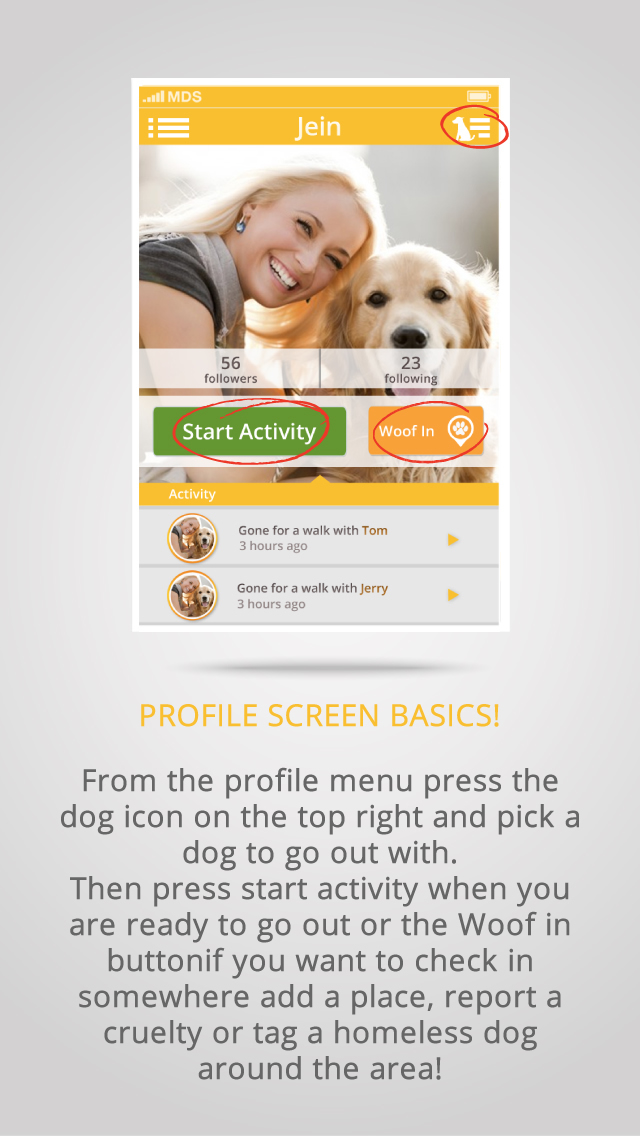 MDS
Jein
56 23
followers following
Start Activity Woof In
Activity
Gone for a walk with Tom
3 hours ago
Gone for a walk with Jerry
3 hours ago
PROFILE SCREEN BASICS!
From the profile menu press the
dog icon on the top right and pick a
dog to go out with.
Then press start activity when you
are ready to go out or the Woof in
buttonif you want to check in
somewhere add a place, report a
cruelty or tag a homeless dog
around the area!